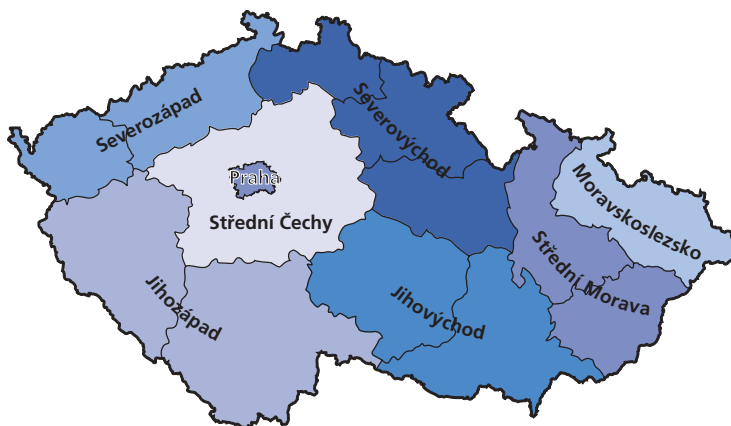 Severozápad
Severovýchod
Praha
Střední Čechy
Moravskoslezsko
Střední Morava
Jihozápad
Jihovýchod